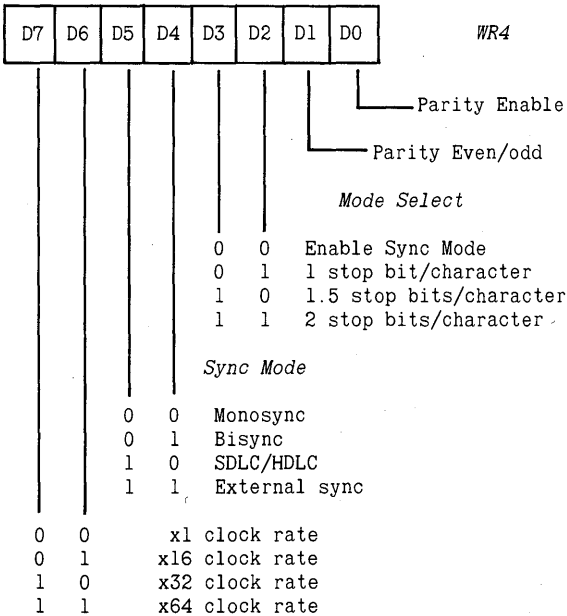 D7 D6 D5 D4 D3 D2 D1 D0 WR4
Parity Enable
Parity Even/odd
Mode Select
0 0 Enable Sync Mode
0 1 1 stop bit/character
1 0 1.5 stop bits/character
1 1 2 stop bits/character
Sync Mode
0 0 Monosync
0 1 Bisync
1 0 SDLC/HDLC
1 1 External sync
0 0 x1 clock rate
0 1 x16 clock rate
1 0 x32 clock rate
1 1 x64 clock rate